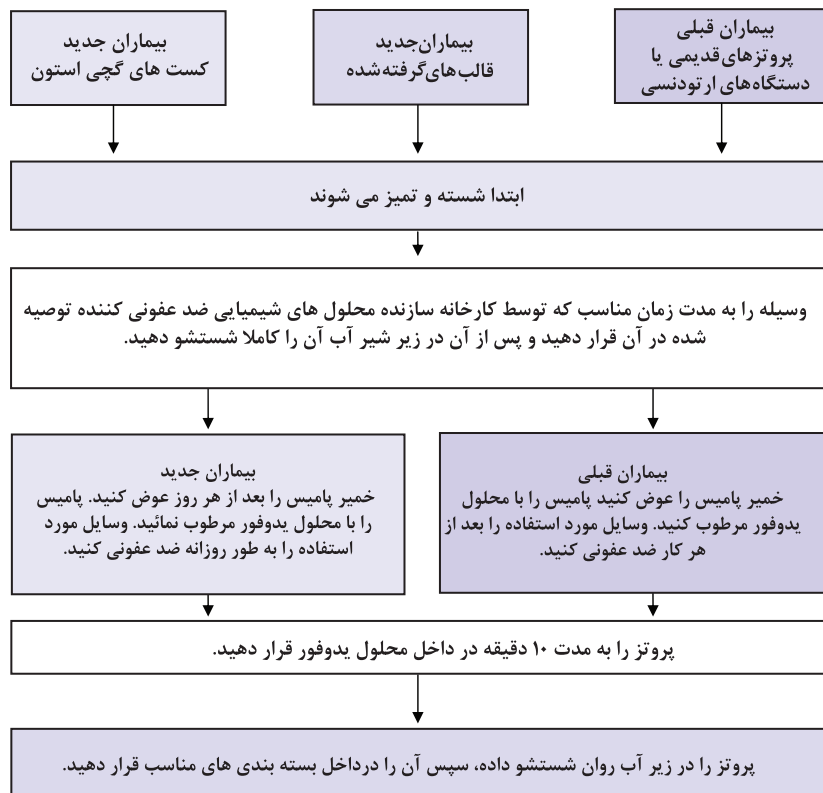 بیماران قبلی
پروتزهای‌قدیمی یا
دستگاه‌های ارتودنسی
بیماران‌جدید
قالب‌های‌گرفته‌شده
بیماران جدید
کست های گچی استون
ابتدا شسته و تمیز می شوند
وسیله را به مدت زمان مناسب که توسط کارخانه سازنده محلول های شیمیایی ضد عفونی کننده توصیه
شده در آن قرار دهید و پس از آن در زیر شیر آب آن را کاملا شستشو دهید.
بیماران قبلی
خمیر پامیس را عوض کنید پامیس را با محلول
یدوفور مرطوب کنید. وسایل مورد استفاده را بعد از
هر کار ضد عفونی کنید.
بیماران جدید
خمیر پامیس را بعد از هر روز عوض کنید. پامیس
را با محلول یدوفور مرطوب نمائید. وسایل مورد
استفاده را به طور روزانه ضد عفونی کنید.
پروتز را به مدت ۱۰ دقیقه در داخل محلول یدوفور قرار دهید.
پروتز را در زیر آب روان شستشو داده، سپس آن را درداخل بسته بندی های مناسب قرار دهید.